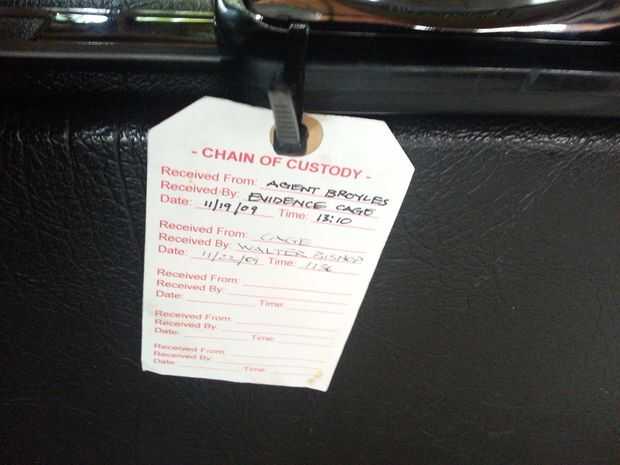 - CHAIN OF CUSTODY -
Received From: AGENT BROYLES
Received By: EVIDENCE CAGE
Date: 11/19/09 Time: 13:10
Received From: CAGE
Received By: WALTER BISHOP
Date: 11/22/09 Time:
Received From:
Received By:
Date: Time:
Received From:
Received By:
Date: Time:
Received From:
Received By:
Date: Time: